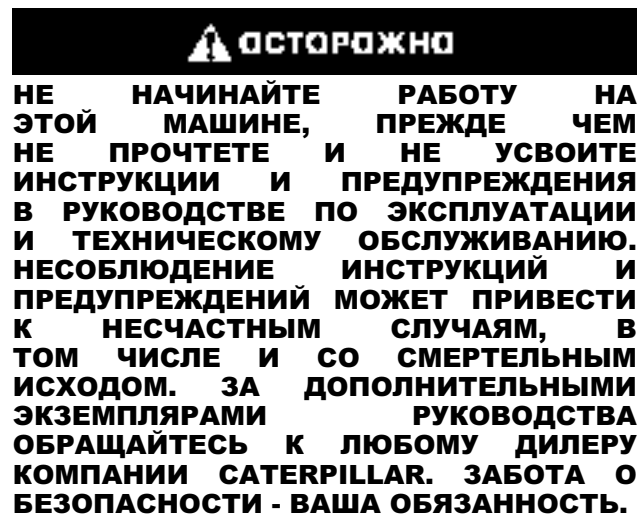 ОСТОРОЖНО
НЕ НАЧИНАЙТЕ РАБОТУ НА
ЭТОЙ МАШИНЕ, ПРЕЖДЕ ЧЕМ
НЕ ПРОЧТЕТЕ И НЕ УСВОИТЕ
ИНСТРУКЦИИ И ПРЕДУПРЕЖДЕНИЯ
В РУКОВОДСТВЕ ПО ЭКСПЛУАТАЦИИ
И ТЕХНИЧЕСКОМУ ОБСЛУЖИВАНИЮ.
НЕСОБЛЮДЕНИЕ ИНСТРУКЦИЙ И
ПРЕДУПРЕЖДЕНИЙ МОЖЕТ ПРИВЕСТИ
К НЕСЧАСТНЫМ СЛУЧАЯМ, В
ТОМ ЧИСЛЕ И СО СМЕРТЕЛЬНЫМ
ИСХОДОМ. ЗА ДОПОЛНИТЕЛЬНЫМИ
ЭКЗЕМПЛЯРАМИ РУКОВОДСТВА
ОБРАЩАЙТЕСЬ К ЛЮБОМУ ДИЛЕРУ
КОМПАНИИ CATERPILLAR. ЗАБОТА О
БЕЗОПАСНОСТИ - ВАША ОБЯЗАННОСТЬ.